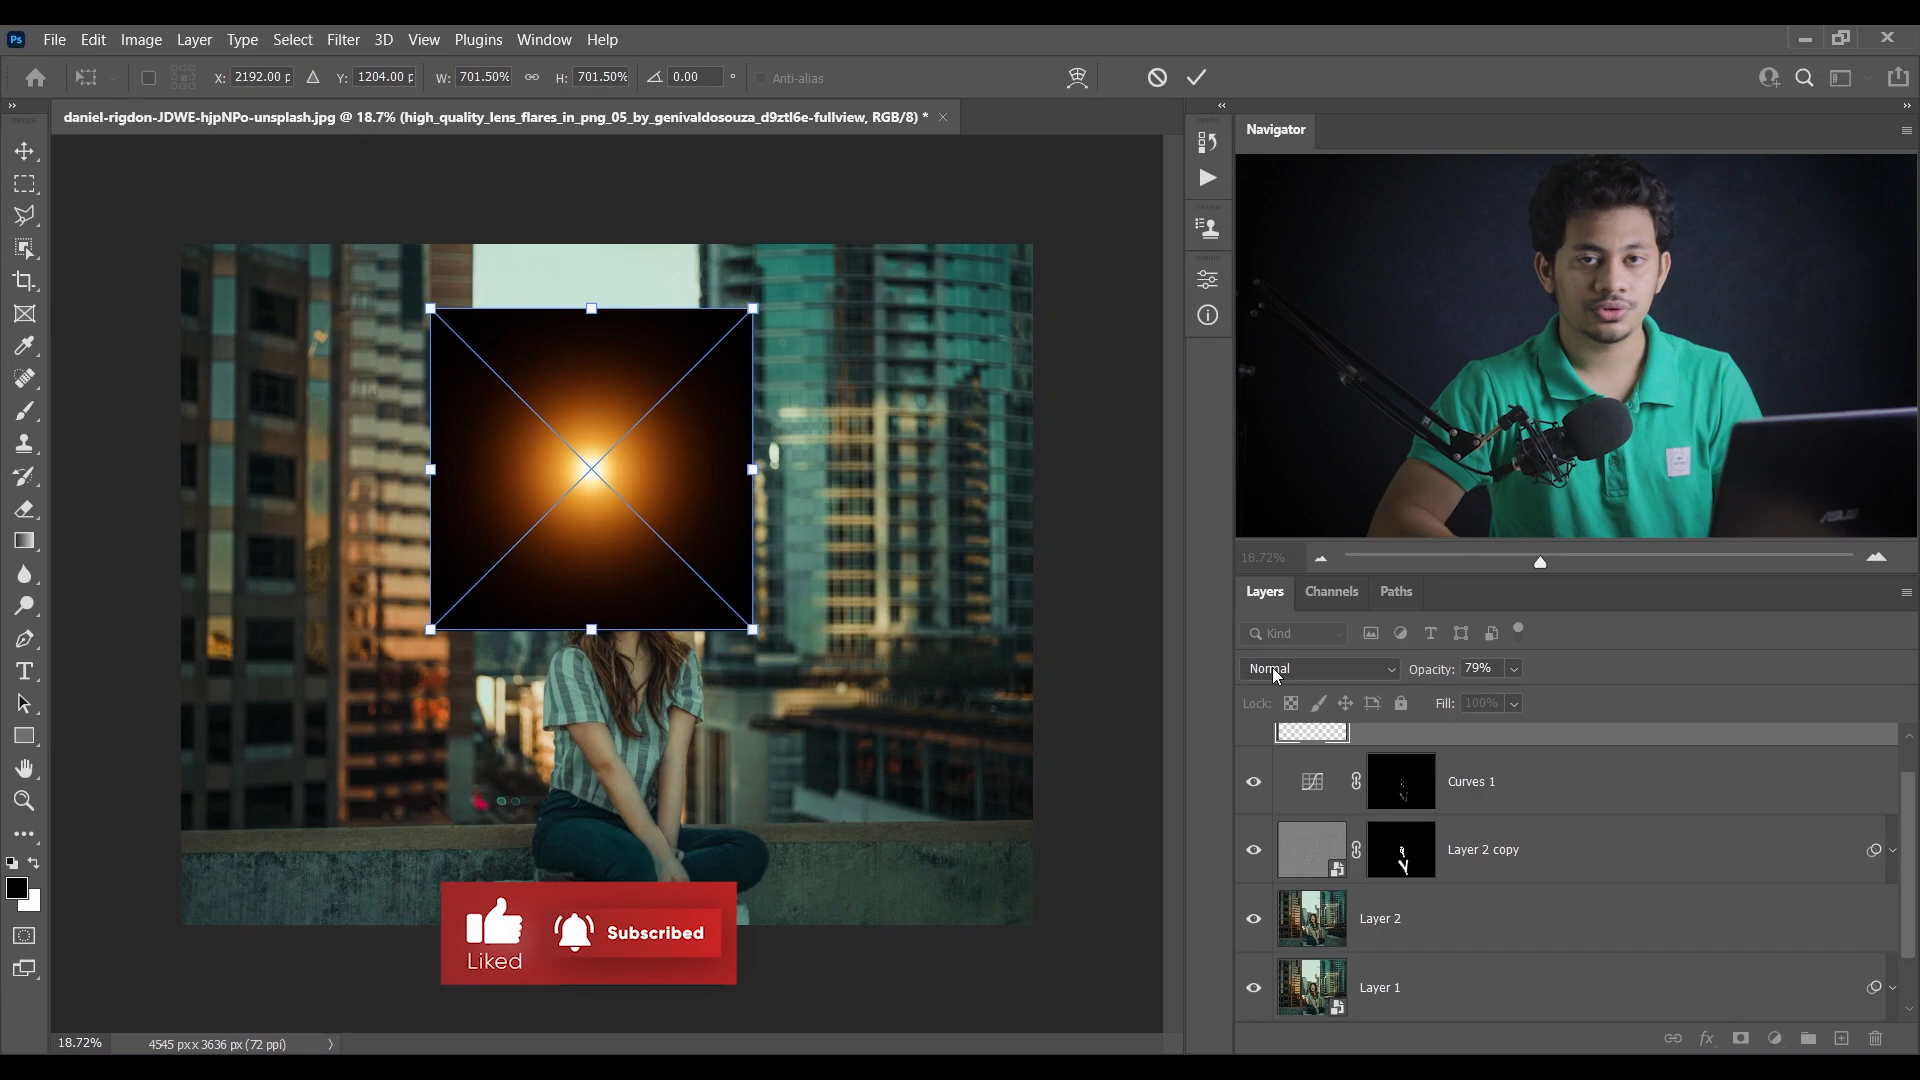 Ps File Edit Image Layer Type Select Filter 3D View Plugins Window Help
X: 2192.00 p Y: 1204.00 p W: 701.50% H: 701.50% 0.00 ° Anti-alias
daniel-rigdon-JDWE-hjpNPo-unsplash.jpg @ 18.7% (high_quality_lens_flares_in_png_05_by_genivaldosouza_d9ztl6e-fullview, RGB/8) *
Navigator
ASUS
18.72%
Layers Channels Paths
Kind
Normal Opacity: 79%
Lock: Fill: 100%
Curves 1
Layer 2 copy
Layer 2
Layer 1
Liked
Subscribed
18.72% 4545 px x 3636 px (72 ppi)